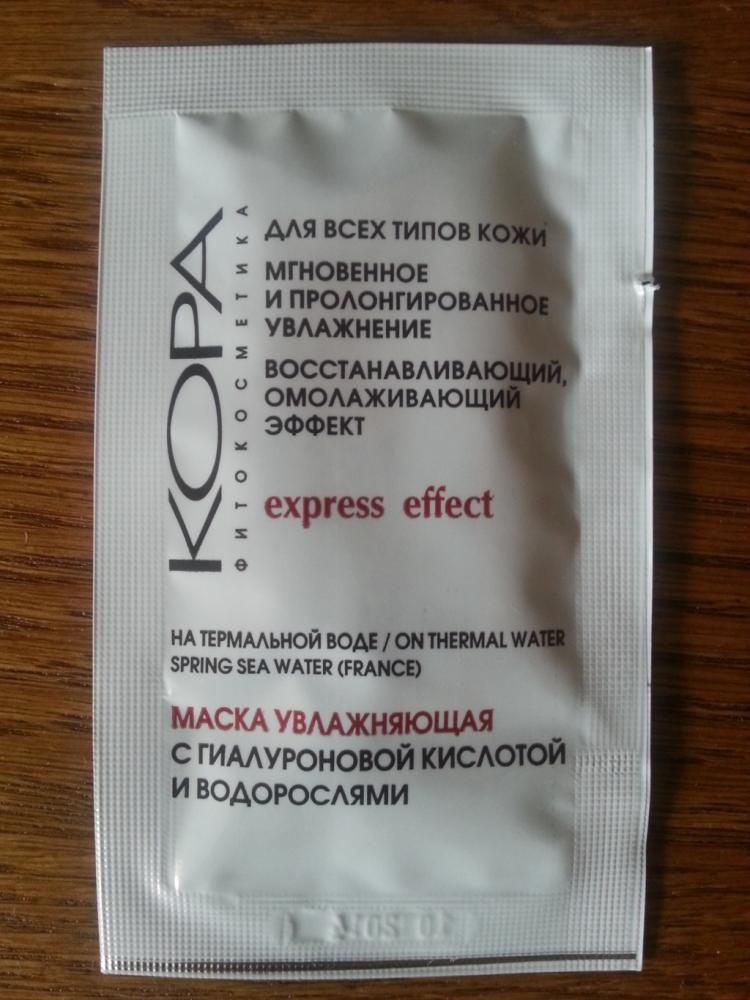 КОРА
ФИТОКОСМЕТИКА
ДЛЯ ВСЕХ ТИПОВ КОЖИ
МГНОВЕННОЕ
И ПРОЛОНГИРОВАННОЕ
УВЛАЖНЕНИЕ
ВОССТАНАВЛИВАЮЩИЙ,
ОМОЛАЖИВАЮЩИЙ
ЭФФЕКТ
express effect
НА ТЕРМАЛЬНОЙ ВОДЕ / ON THERMAL WATER
SPRING SEA WATER (FRANCE)
МАСКА УВЛАЖНЯЮЩАЯ
С ГИАЛУРОНОВОЙ КИСЛОТОЙ
И ВОДОРОСЛЯМИ